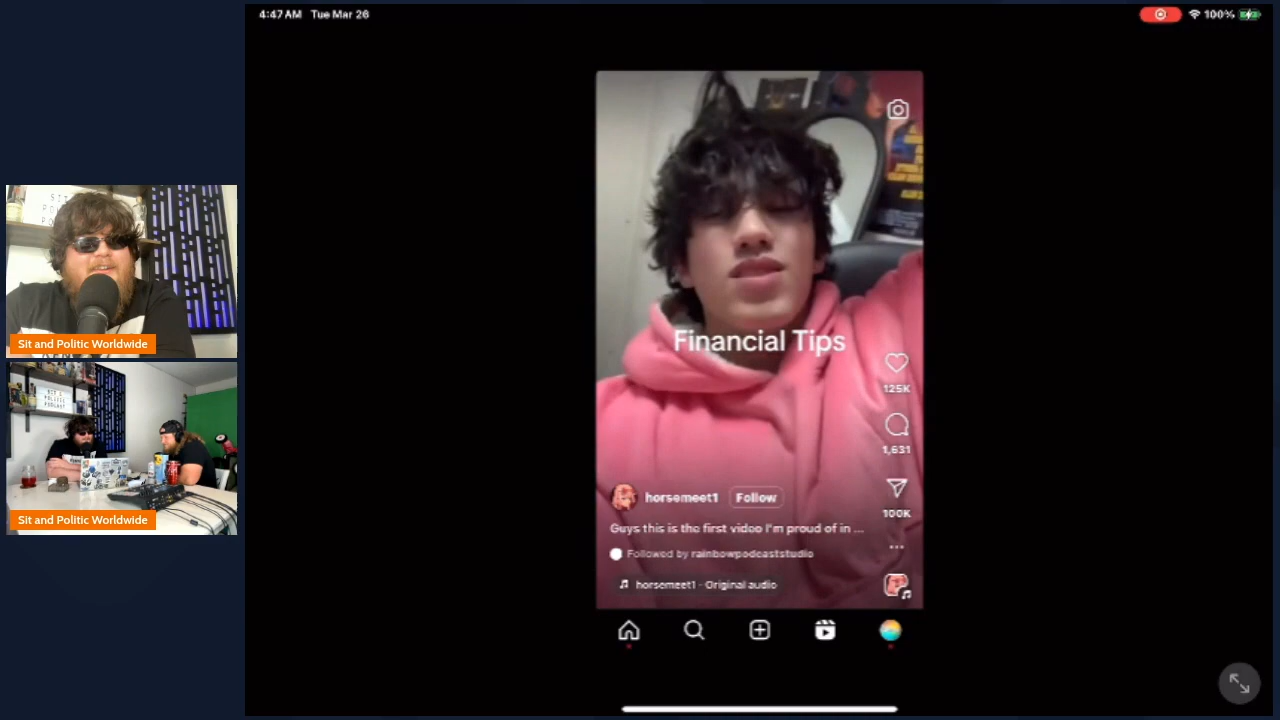 4:47 AM Tue Mar 26
100%
Sit and Politic Worldwide
Sit and Politic Worldwide
Financial Tips
125K
1,631
100K
horsemeet1 Follow
Guys this is the first video I'm proud of in ...
Followed by rainbowpodcaststudio
horsemeet1 · Original audio